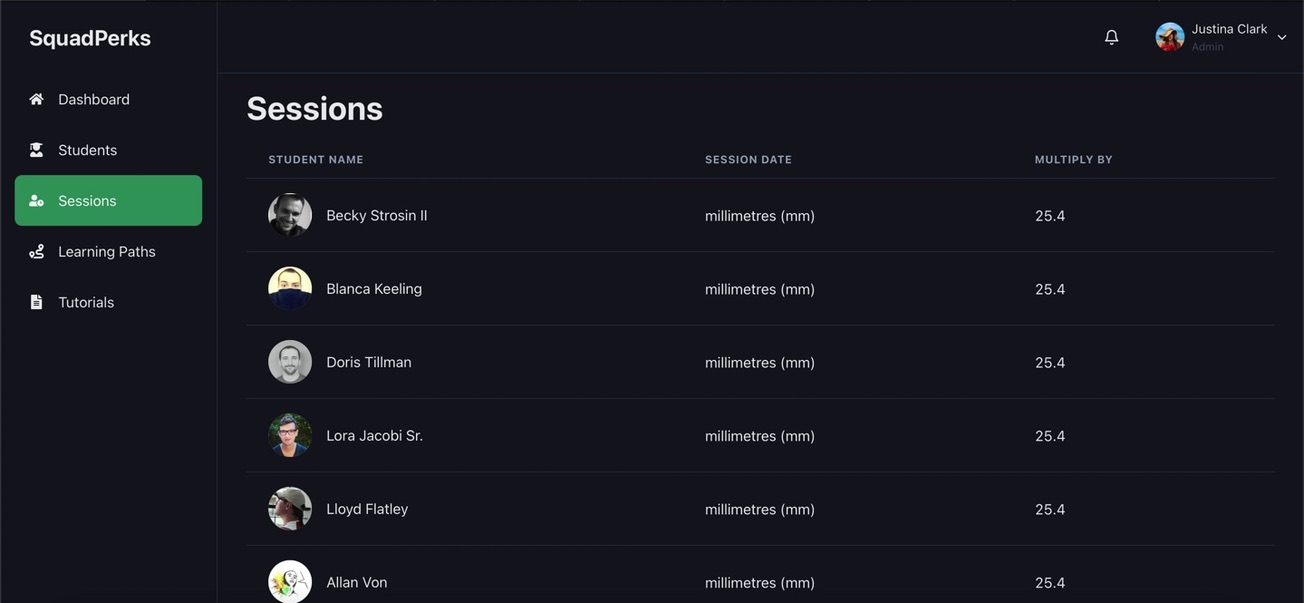 SquadPerks
Justina Clark
Admin
Dashboard
Students
Sessions
Learning Paths
Tutorials
Sessions
STUDENT NAME SESSION DATE MULTIPLY BY
Becky Strosin II millimetres (mm) 25.4
Blanca Keeling millimetres (mm) 25.4
Doris Tillman millimetres (mm) 25.4
Lora Jacobi Sr. millimetres (mm) 25.4
Lloyd Flatley millimetres (mm) 25.4
Allan Von millimetres (mm) 25.4